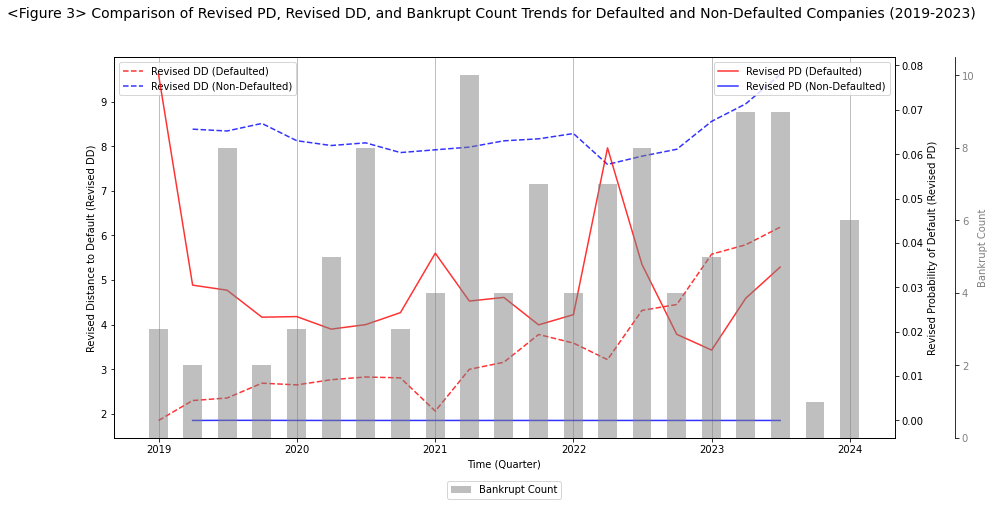 <Figure 3> Comparison of Revised PD, Revised DD, and Bankrupt Count Trends for Defaulted and Non-Defaulted Companies (2019-2023)
Revised DD (Defaulted)
Revised DD (Non-Defaulted)
Revised PD (Defaulted)
Revised PD (Non-Defaulted)
Revised Distance to Default (Revised DD)
9
8
7
6
5
4
3
2
0.08
0.07
0.06
0.05
0.04
0.03
0.02
0.01
0.00
Revised Probability of Default (Revised PD)
10
8
6
4
2
0
Bankrupt Count
2019
2020
2021
2022
2023
2024
Time (Quarter)
Bankrupt Count